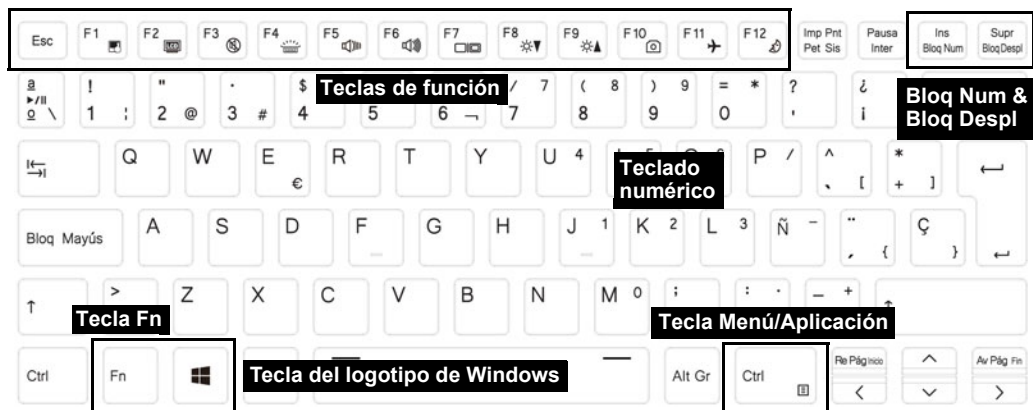 Esc F1 F2 F3 F4 F5 F6 F7 F8 F9 F10 F11 F12 Imp Pnt Pausa Ins Supr
Pet Sis Inter Bloq Num Bloq Despl
Teclas de función
a ! " · $ / 7 ( 8 ) 9 = * ? ¿
º \ 1 ¦ 2 @ 3 # 4 5 6 ¬ 7 8 9 0 ' ¡
Bloq Num &
Bloq Despl
Q W E R T Y U 4 P / ^ *
€ ` [ + ]
Teclado
numérico
Bloq Mayús A S D F G H J 1 K 2 L 3 Ñ – ¨ Ç
´ { }
> Z X C V B N M 0 ; : · _ +
Tecla Fn
Tecla Menú/Aplicación
Ctrl Fn Alt Gr Ctrl Re Pág Inicio Av Pág Fin
Tecla del logotipo de Windows